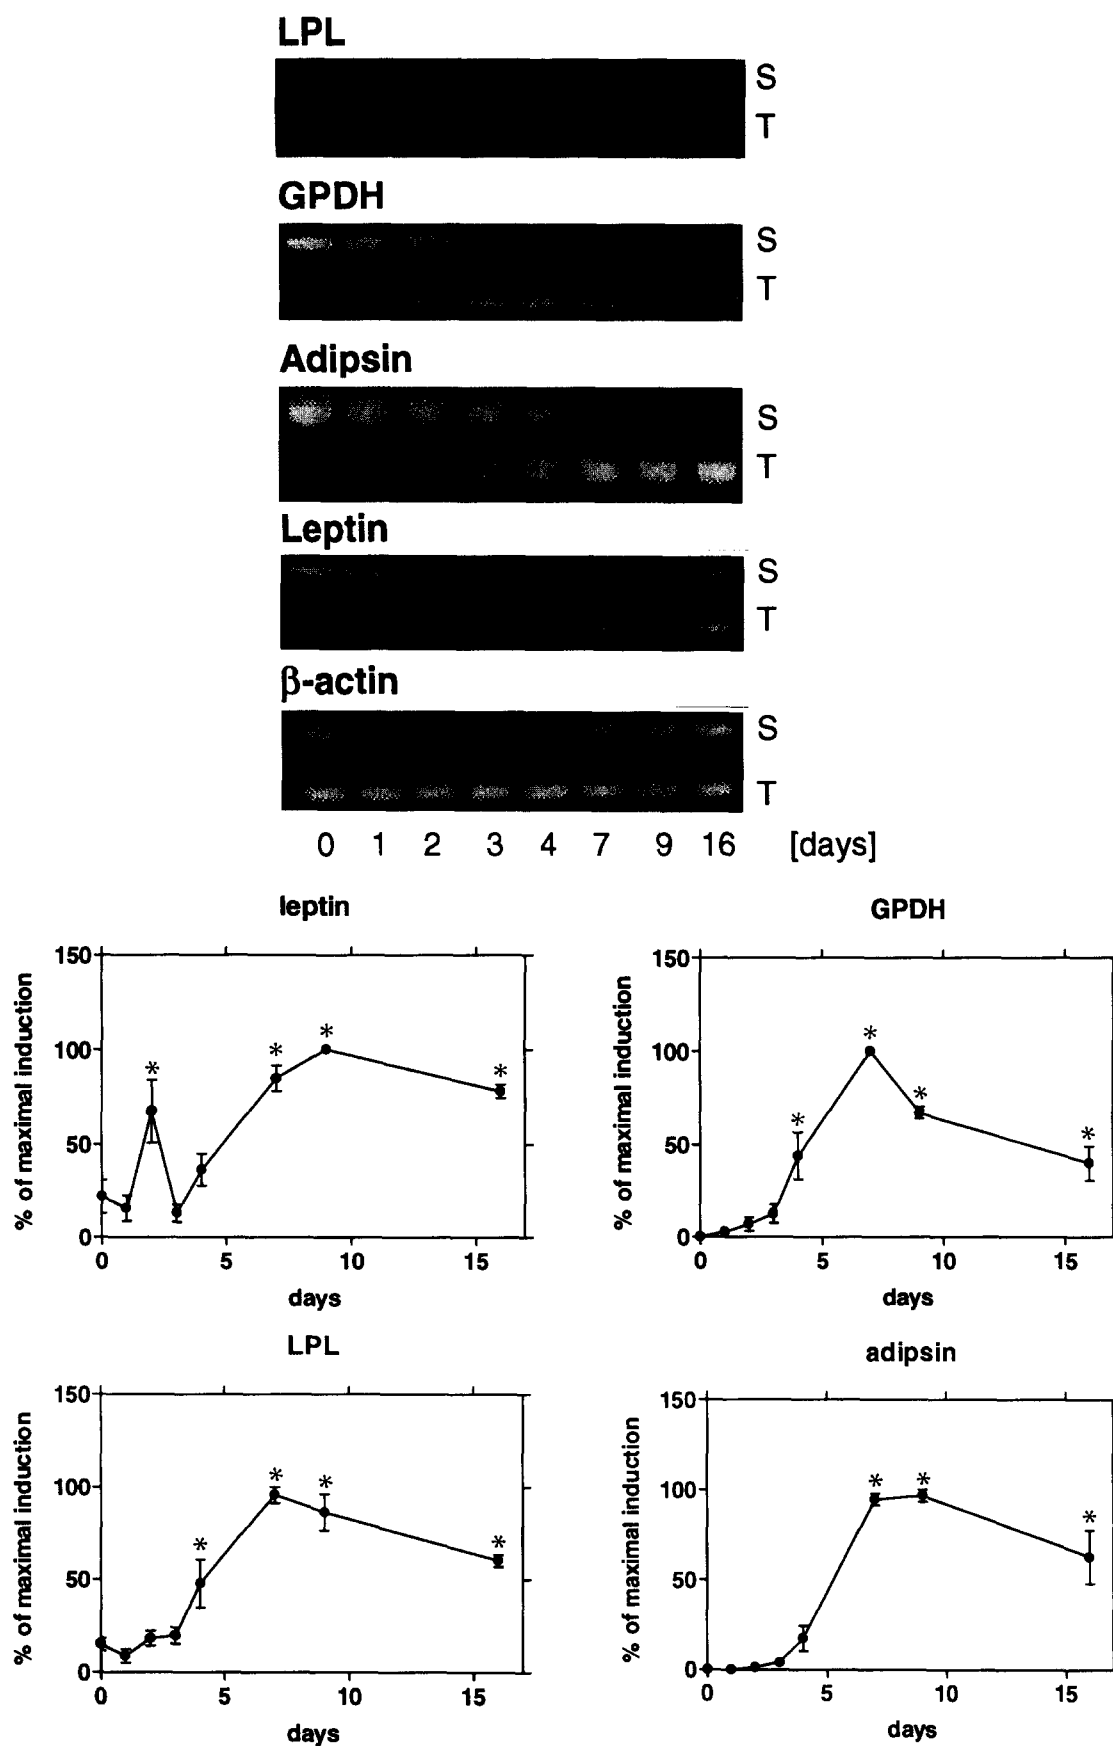 LPL
S
T
GPDH
S
T
Adipsin
S
T
Leptin
S
T
β-actin
S
T
0 1 2 3 4 7 9 16 [days]
leptin
% of maximal induction
150
100
50
0
* * * *
0 5 10 15
days
GPDH
% of maximal induction
150
100
50
0
* * * *
0 5 10 15
days
LPL
% of maximal induction
150
100
50
0
* * * *
0 5 10 15
days
adipsin
% of maximal induction
150
100
50
0
* * *
0 5 10 15
days